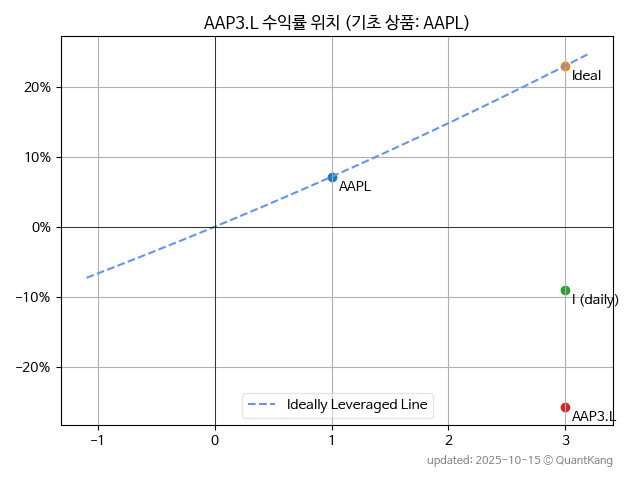 AAP3.L 수익률 위치 (기초 상품: AAPL)
20%
10%
0%
−10%
−20%
Ideal
AAPL
I (daily)
AAP3.L
Ideally Leveraged Line
−1
0
1
2
3
updated: 2025-10-15 © QuantKang